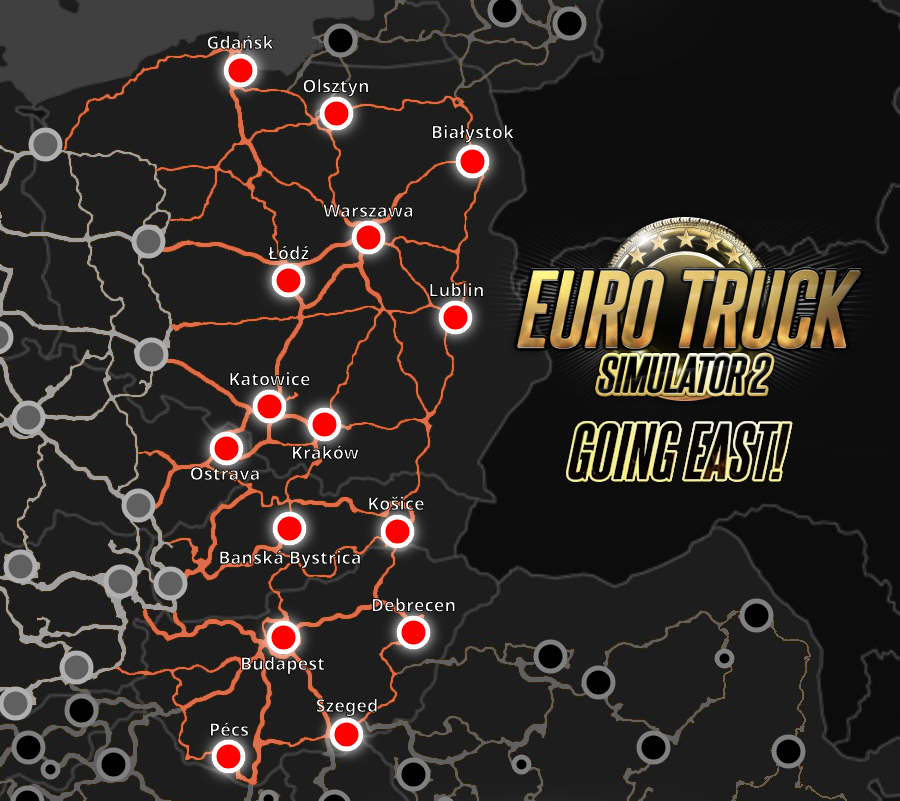 Gdańsk
Olsztyn
Białystok
Warszawa
Łódź
Lublin
EURO TRUCK
SIMULATOR 2
Katowice
GOING EAST!
Kraków
Ostrava
Košice
Banská Bystrica
Debrecen
Budapest
Szeged
Pécs